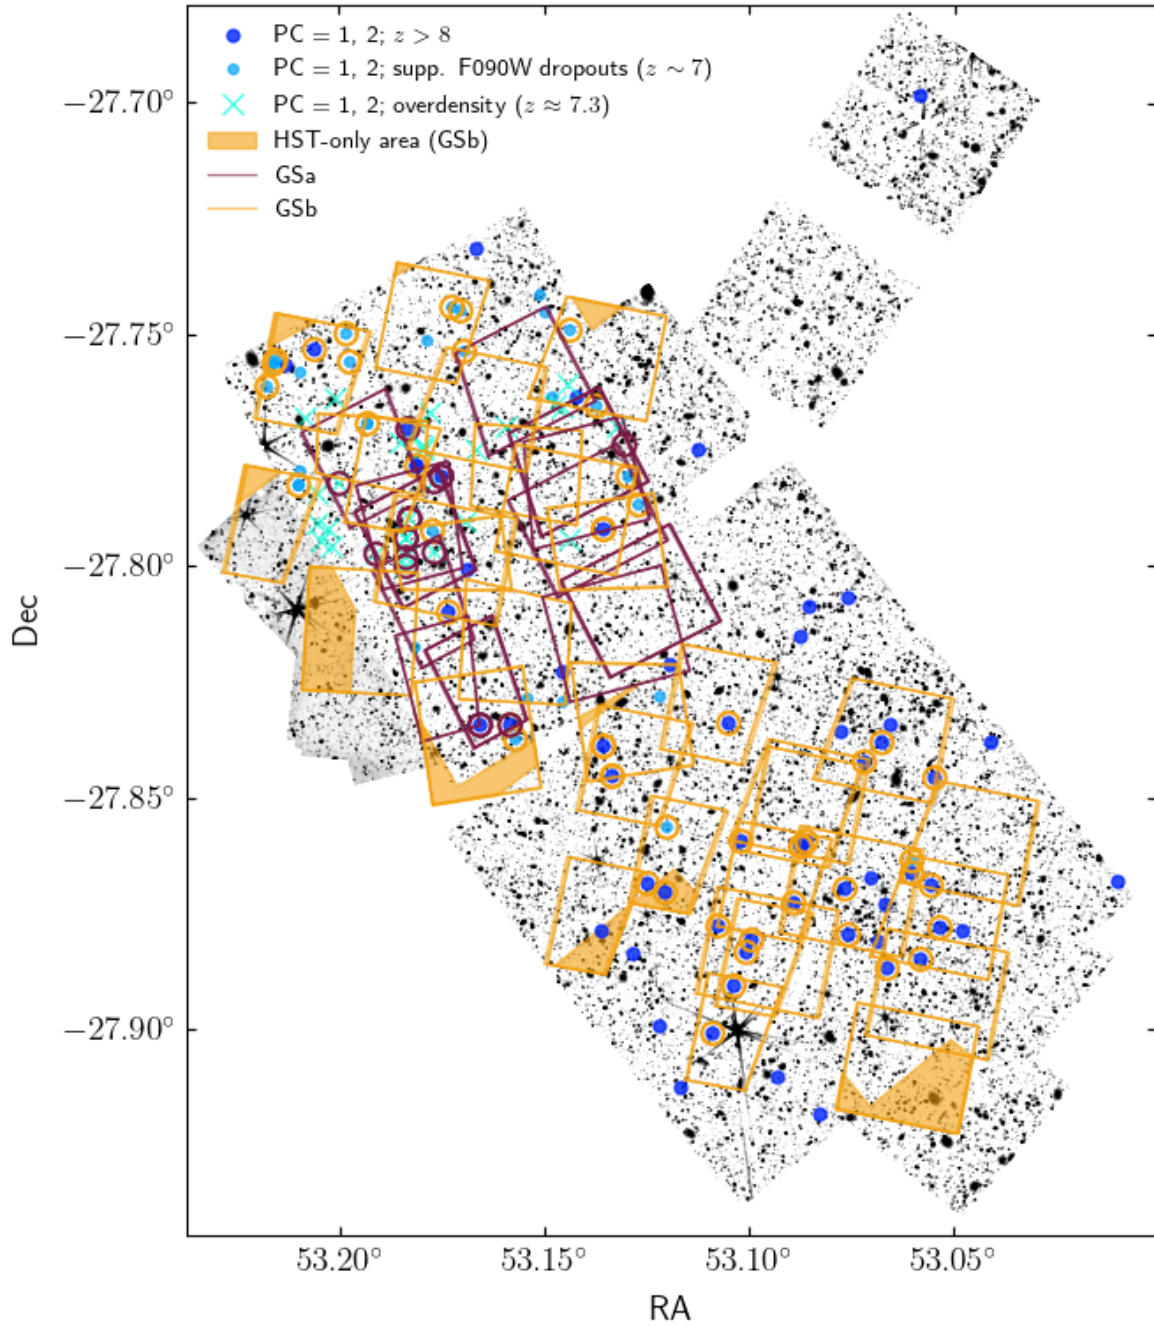 PC = 1, 2; z > 8
PC = 1, 2; supp. F090W dropouts (z ∼ 7)
PC = 1, 2; overdensity (z ≈ 7.3)
HST-only area (GSb)
GSa
GSb
−27.70°
−27.75°
−27.80°
−27.85°
−27.90°
Dec
53.20° 53.15° 53.10° 53.05°
RA